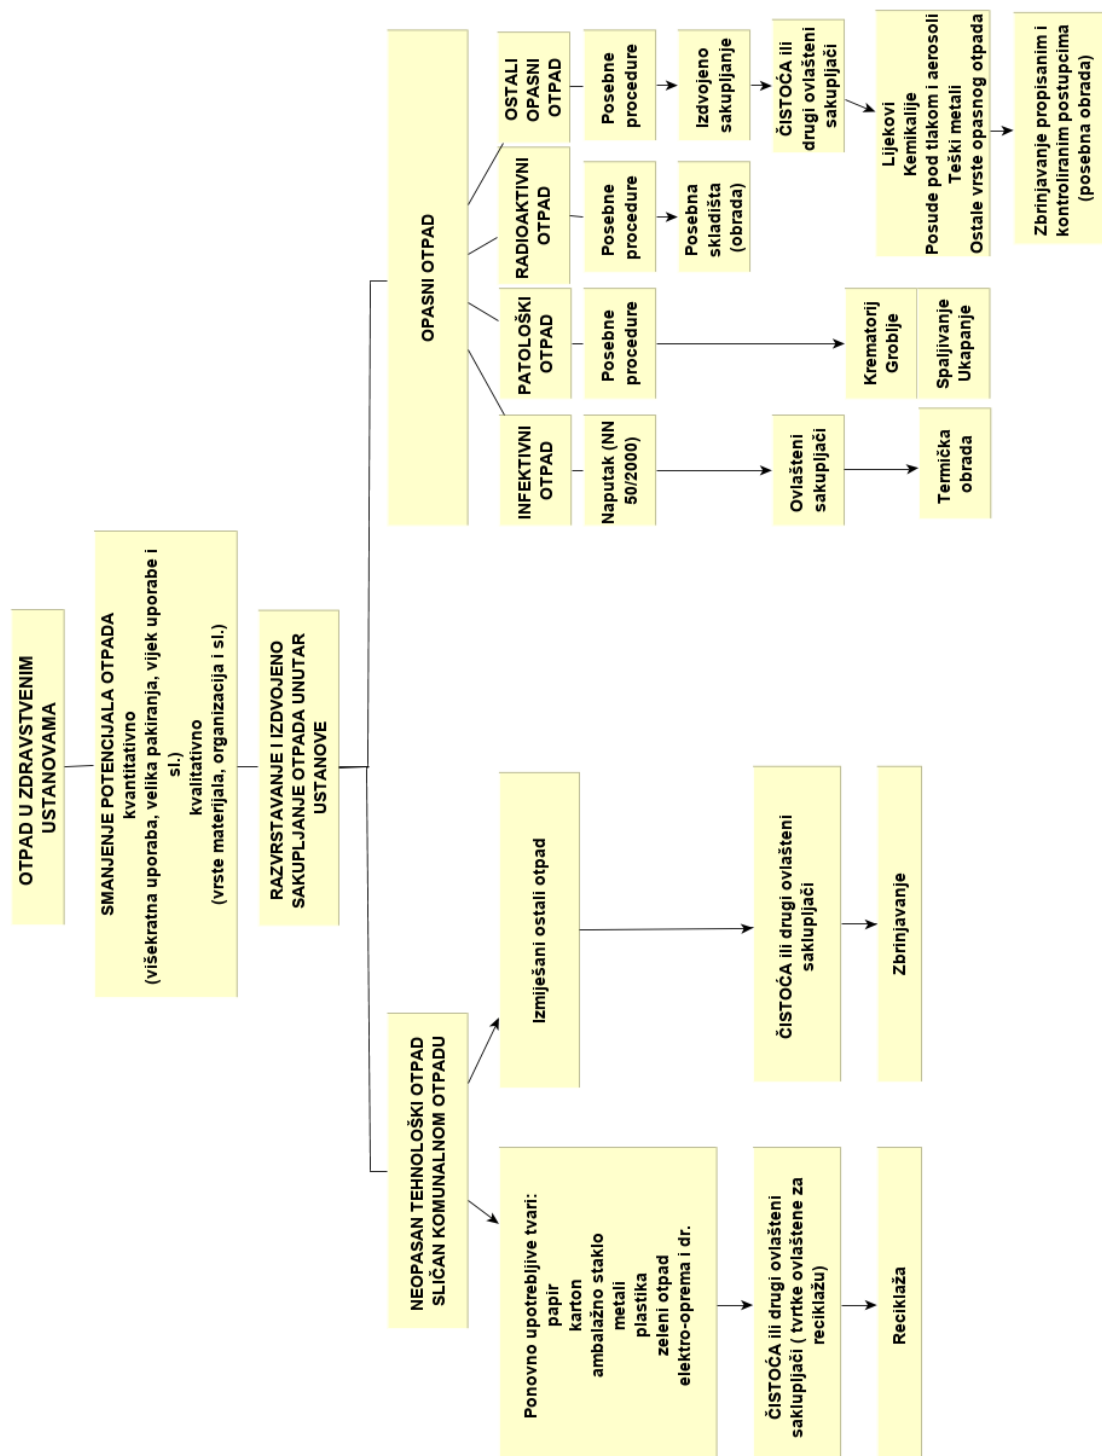 OTPAD U ZDRAVSTVENIM
USTANOVAMA
SMANJENJE POTENCIJALA OTPADA
kvantitativno
(višekratna uporaba, velika pakiranja, vijek uporabe i
sl.)
kvalitativno
(vrste materijala, organizacija i sl.)
RAZVRSTAVANJE I IZDVOJENO
SAKUPLJANJE OTPADA UNUTAR
USTANOVE
NEOPASAN TEHNOLOŠKI OTPAD
SLIČAN KOMUNALNOM OTPADU
Ponovno upotrebljive tvari:
papir
karton
ambalažno staklo
metali
plastika
zeleni otpad
elektro-oprema i dr.
ČISTOĆA ili drugi ovlašteni
saklupljači ( tvrtke ovlaštene za
reciklažu)
Reciklaža
Izmiješani ostali otpad
ČISTOĆA ili drugi ovlašteni
saklupljači
Zbrinjavanje
OPASNI OTPAD
INFEKTIVNI
OTPAD
Naputak (NN
50/2000)
Ovlašteni
sakupljači
Termička
obrada
PATOLOŠKI
OTPAD
Posebne
procedure
Krematorij
Groblje
Spaljivanje
Ukapanje
RADIOAKTIVNI
OTPAD
Posebne
procedure
Posebna
skladišta
(obrada)
OSTALI
OPASNI
OTPAD
Posebne
procedure
Izdvojeno
sakupljanje
ČISTOĆA ili
drugi ovlašteni
sakupljači
Lijekovi
Kemikalije
Posude pod tlakom i aerosoli
Teški metali
Ostale vrste opasnog otpada
Zbrinjavanje propisanim i
kontroliranim postupcima
(posebna obrada)